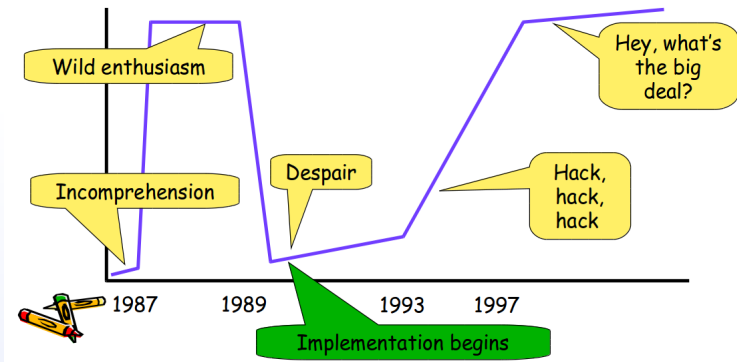 Wild enthusiasm
Hey, what's
the big
deal?
Incomprehension
Despair
Hack,
hack,
hack
1987
1989
1993
1997
Implementation begins